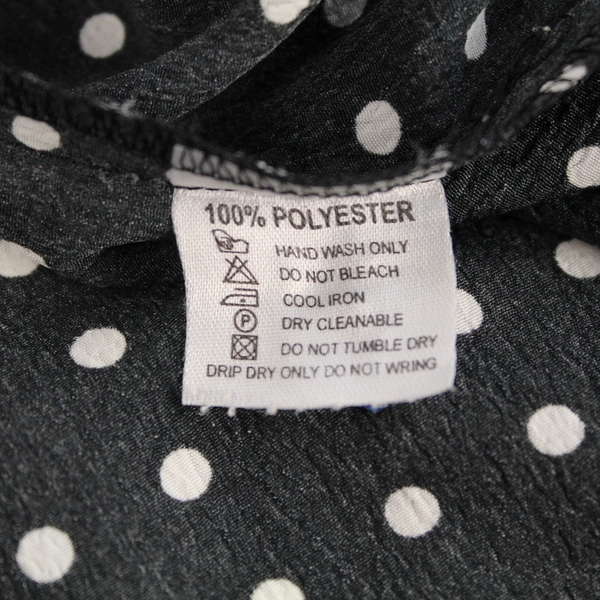 100% POLYESTER
HAND WASH ONLY
DO NOT BLEACH
COOL IRON
P DRY CLEANABLE
DO NOT TUMBLE DRY
DRIP DRY ONLY DO NOT WRING